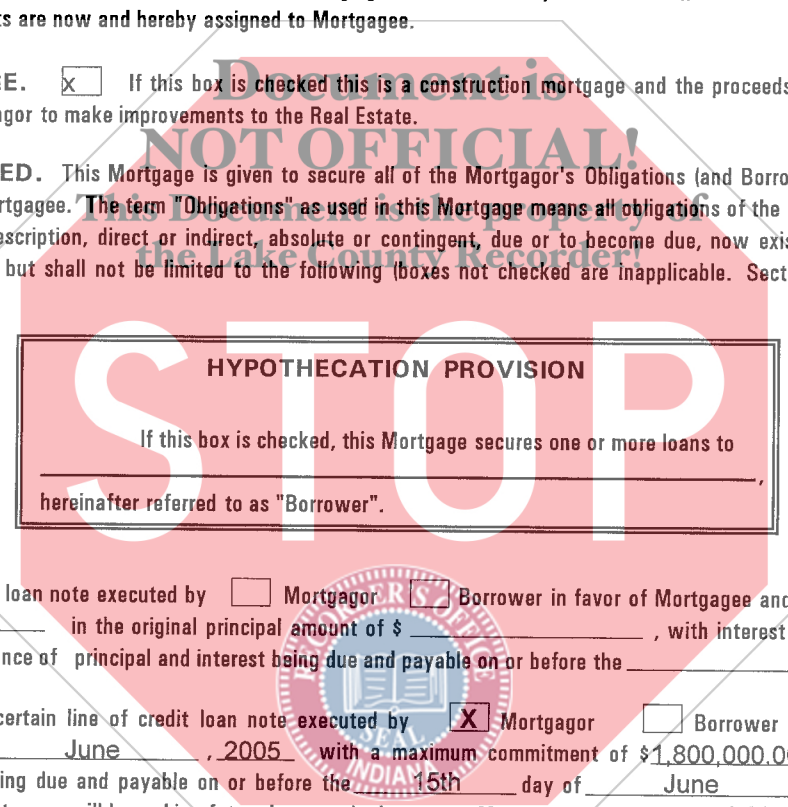 ts are now and hereby assigned to Mortgagee.
E. x If this box is checked this is a construction mortgage and the proceeds
gor to make improvements to the Real Estate.
Document is
NOT OFFICIAL!
This Document is the property of
the Lake County Recorder!
ED. This Mortgage is given to secure all of the Mortgagor's Obligations (and Borro
rtgagee. The term "Obligations" as used in this Mortgage means all obligations of the
escription, direct or indirect, absolute or contingent, due or to become due, now exis
but shall not be limited to the following (boxes not checked are inapplicable. Sect
STOP
HYPOTHECATION PROVISION
If this box is checked, this Mortgage secures one or more loans to
,
hereinafter referred to as "Borrower".
loan note executed by Mortgagor Borrower in favor of Mortgagee and
in the original principal amount of $ , with interest
nce of principal and interest being due and payable on or before the
RECORDER'S OFFICE
SEAL
INDIANA
certain line of credit loan note executed by X Mortgagor Borrower
June , 2005 with a maximum commitment of $1,800,000.0
ing due and payable on or before the 15th day of June